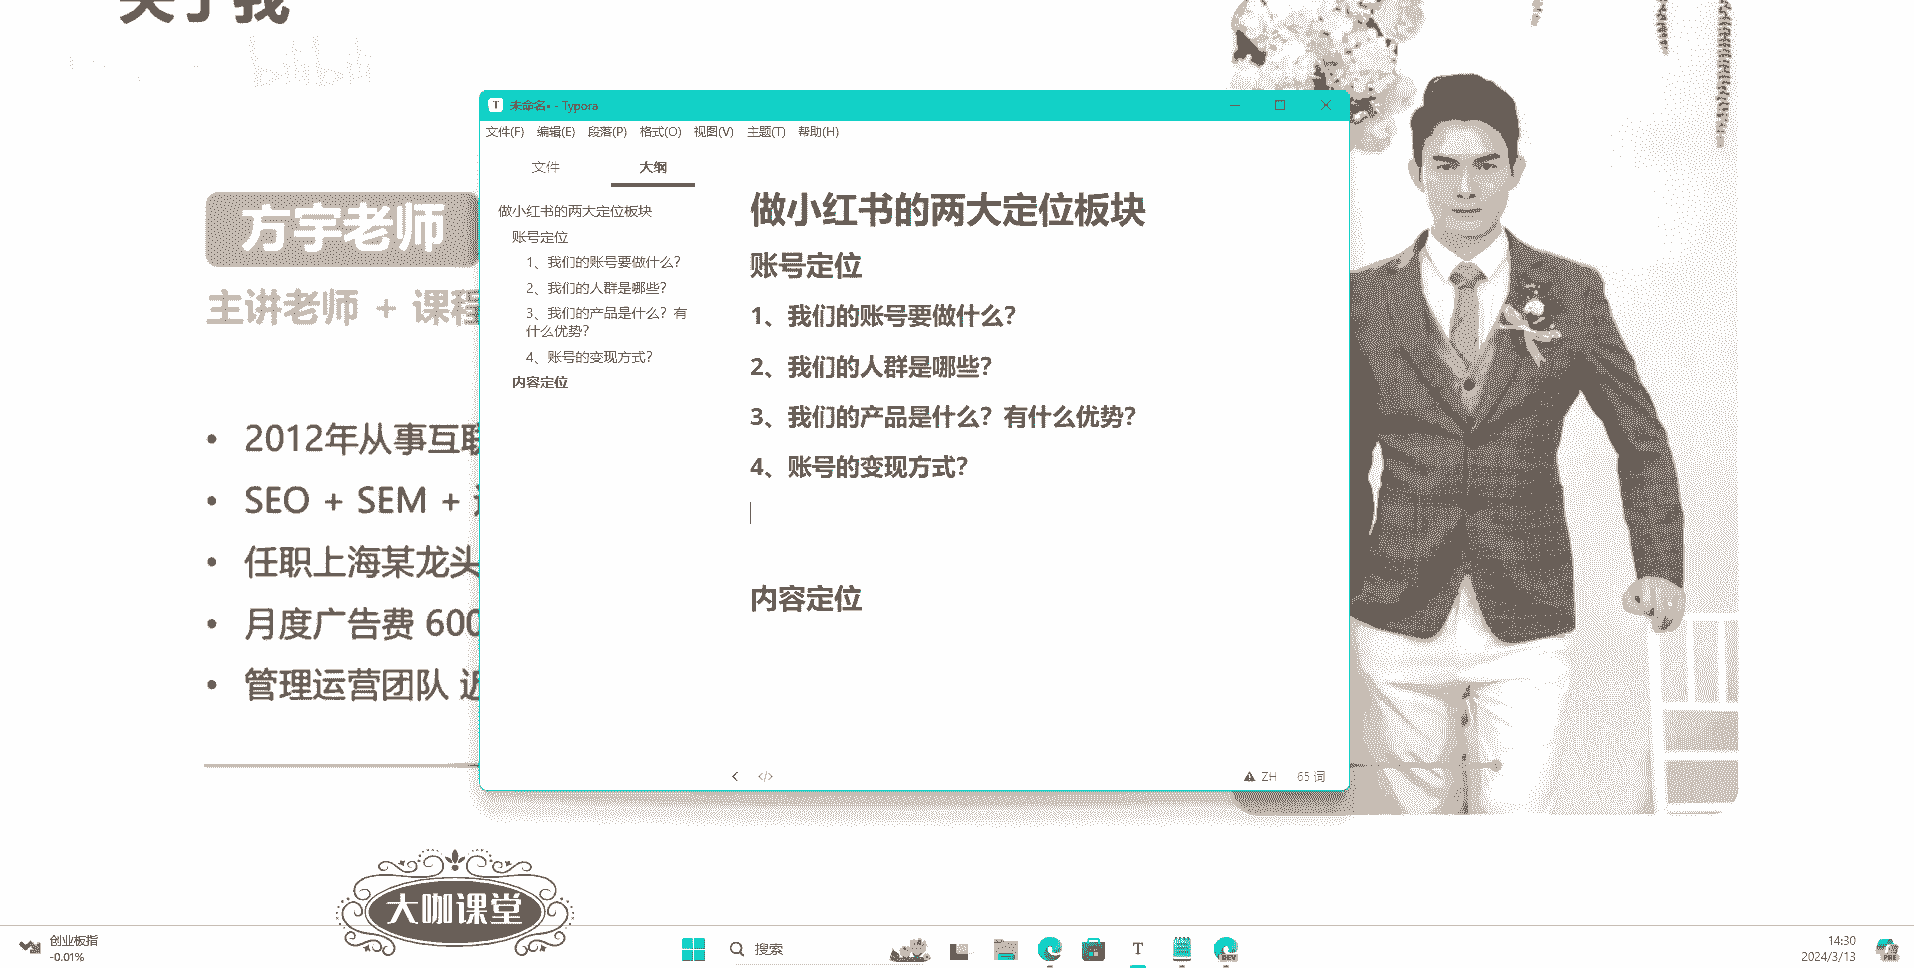 关于我
bilibili
方宇老师
主讲老师 + 课程
2012年从事互联
SEO + SEM +
任职上海某龙头
月度广告费 600
管理运营团队 近
未命名• - Typora
文件(F) 编辑(E) 段落(P) 格式(O) 视图(V) 主题(T) 帮助(H)
文件 大纲
做小红书的两大定位板块
账号定位
1、我们的账号要做什么?
2、我们的人群是哪些?
3、我们的产品是什么? 有
什么优势?
4、账号的变现方式?
内容定位
做小红书的两大定位板块
账号定位
1、我们的账号要做什么?
2、我们的人群是哪些?
3、我们的产品是什么? 有什么优势?
4、账号的变现方式?
内容定位
ZH 65 词
大咖课堂
创业板指
-0.01%
搜索
DEV
14:30
2024/3/13
PRE